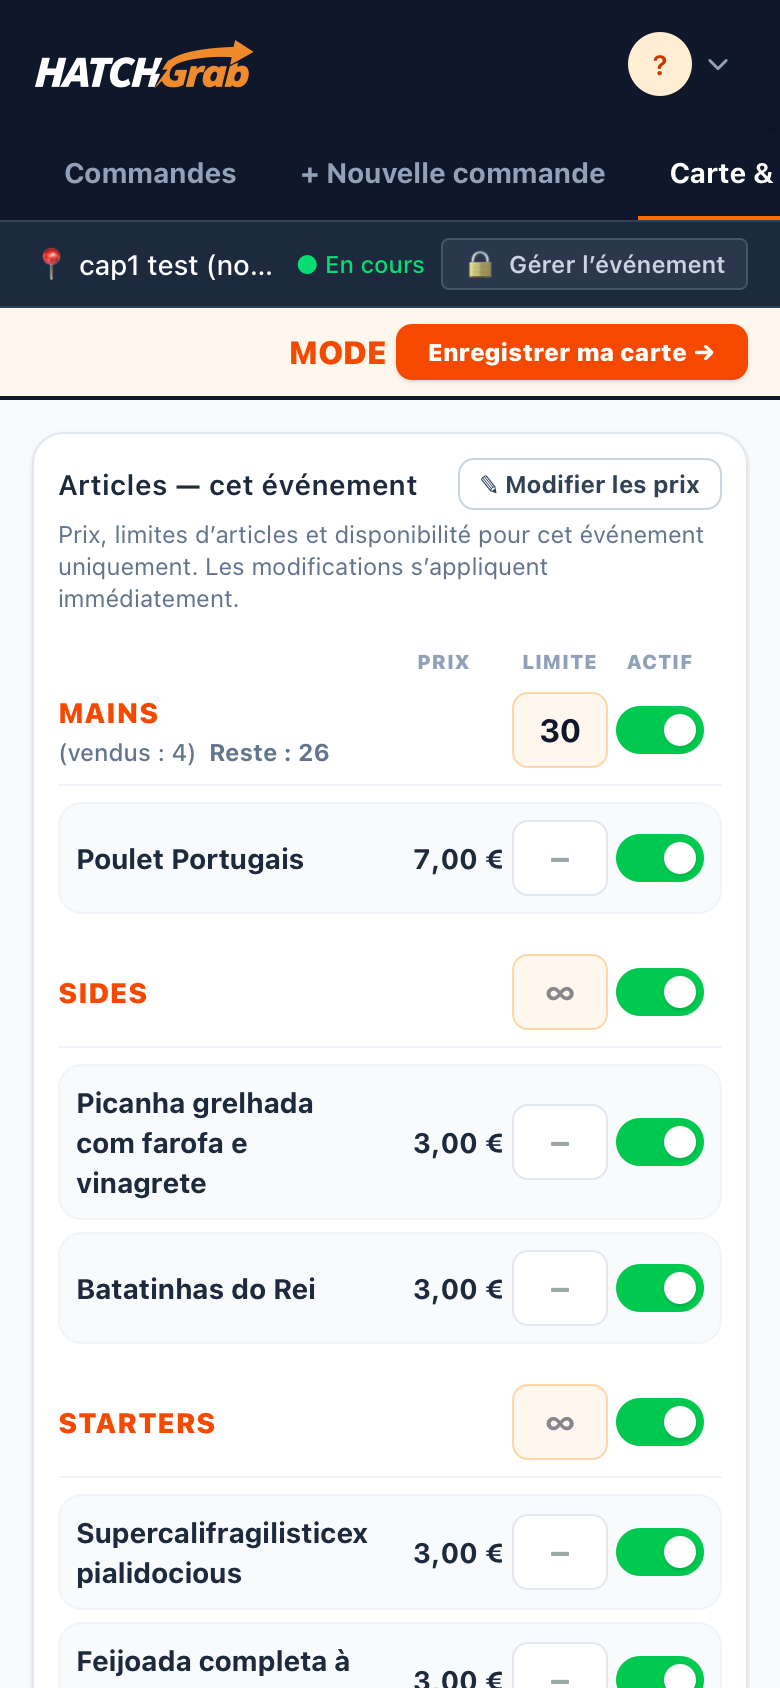 HATCHGrab
?
Commandes
+ Nouvelle commande
Carte &
cap1 test (no...
En cours
Gérer l’événement
MODE
Enregistrer ma carte →
Articles — cet événement
✎ Modifier les prix
Prix, limites d’articles et disponibilité pour cet événement
uniquement. Les modifications s’appliquent
immédiatement.
PRIX LIMITE ACTIF
MAINS
30
(vendus : 4) Reste : 26
Poulet Portugais
7,00 € –
SIDES
∞
Picanha grelhada
com farofa e
vinagrete
3,00 € –
Batatinhas do Rei
3,00 € –
STARTERS
∞
Supercalifragilisticex
pialidocious
3,00 € –
Feijoada completa à
3,00 € –